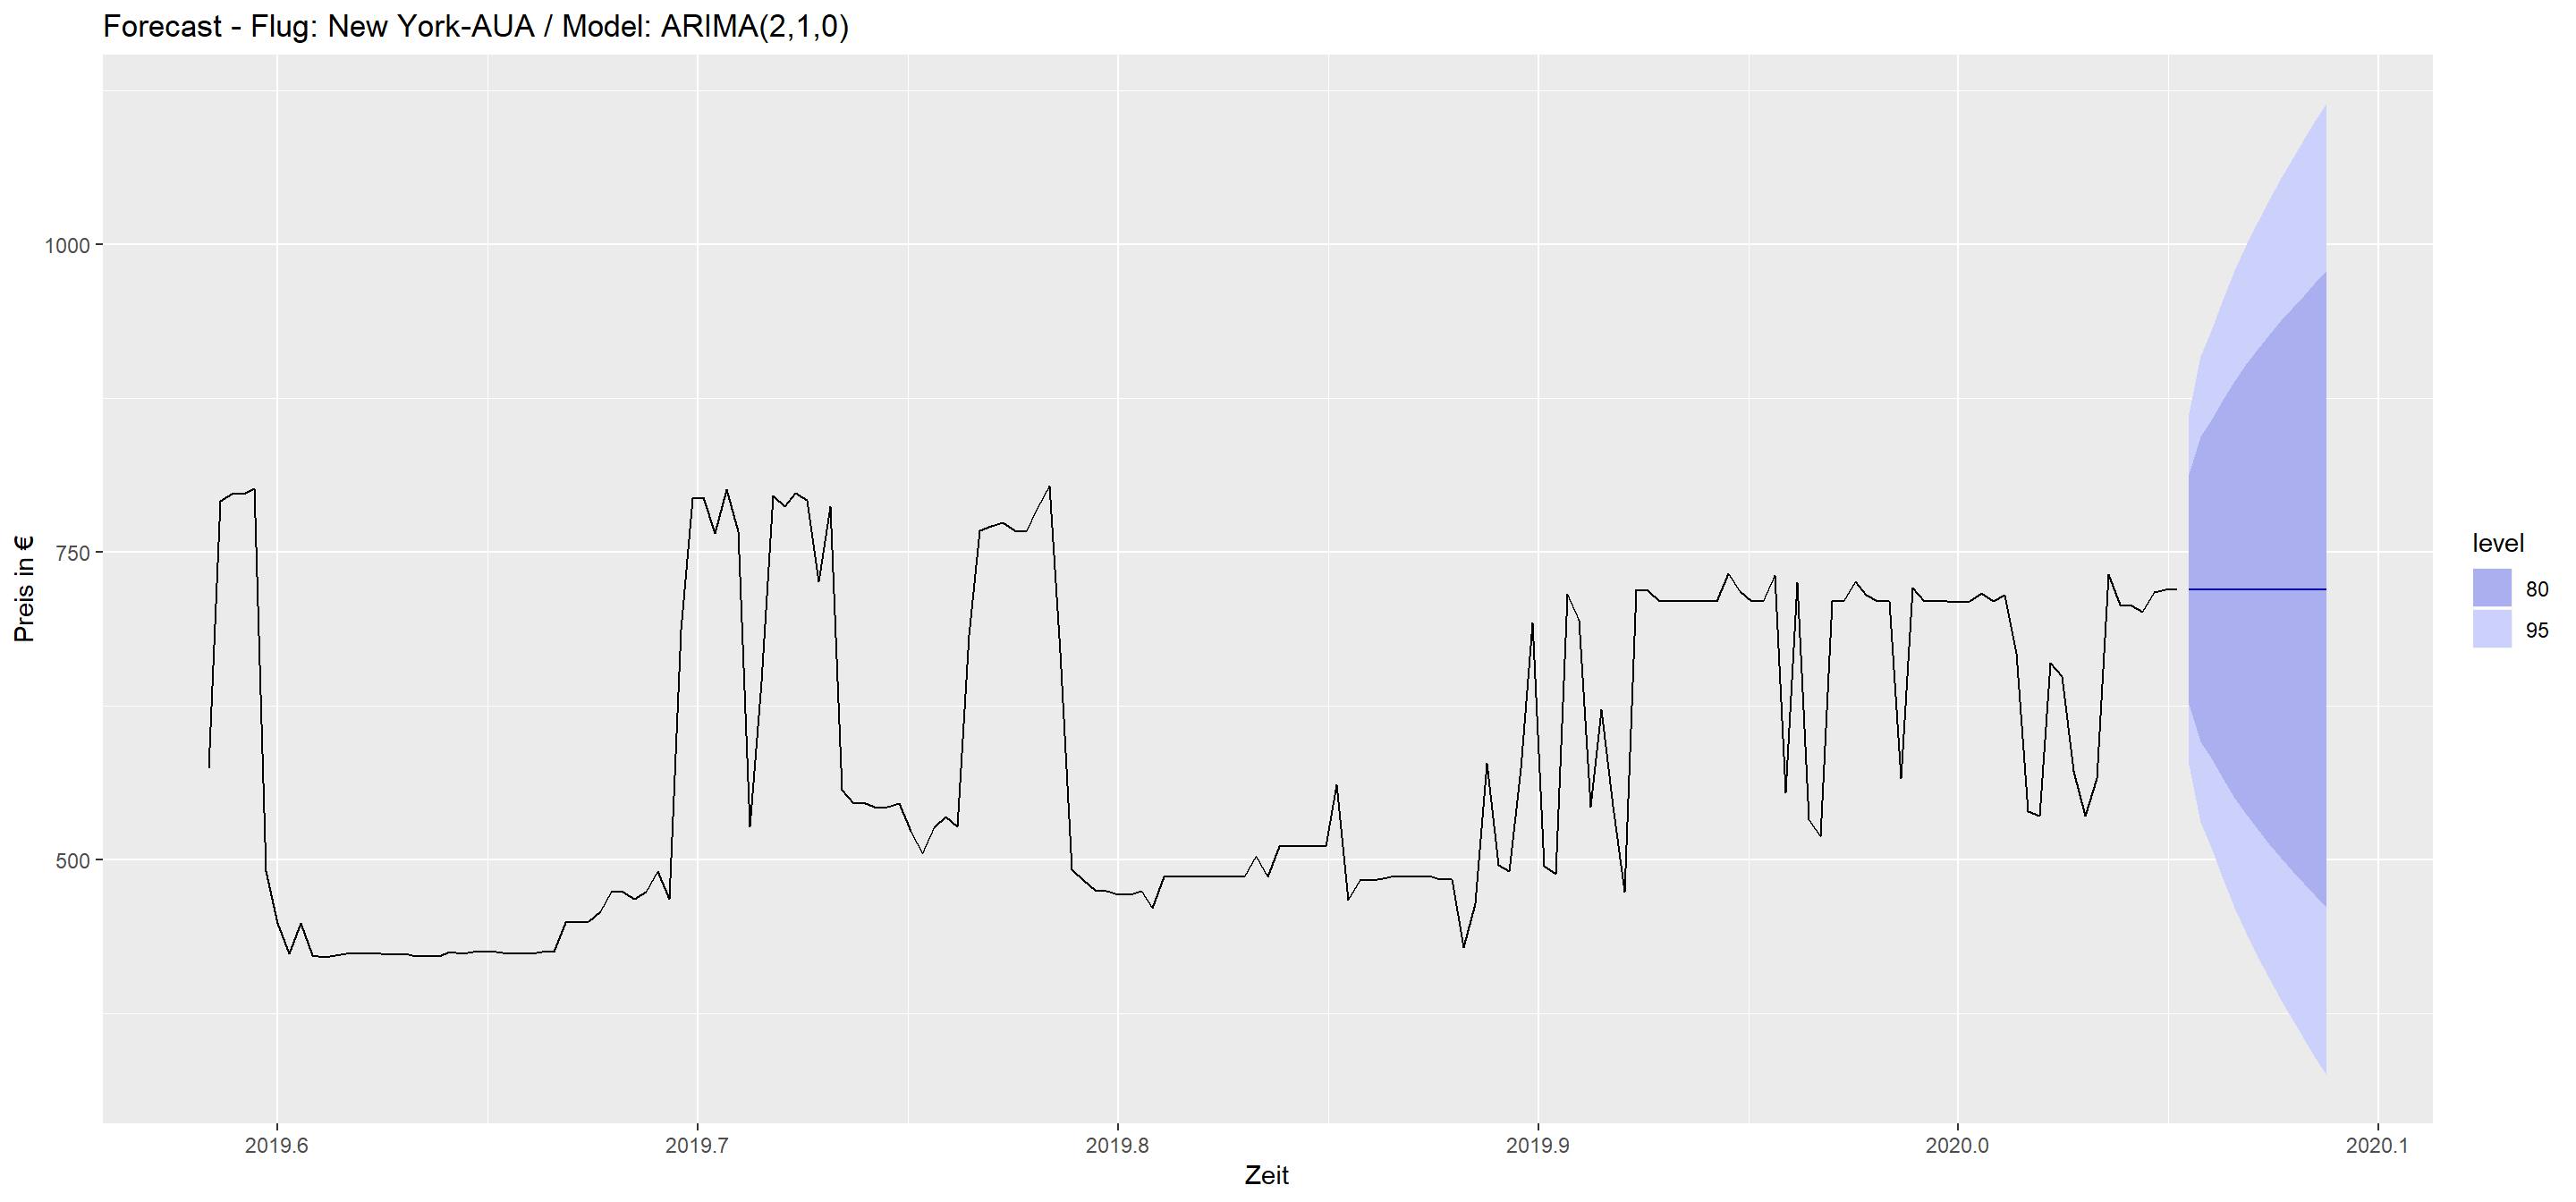 Forecast - Flug: New York-AUA / Model: ARIMA(2,1,0)
Preis in €
1000
750
500
2019.6 2019.7 2019.8 2019.9 2020.0 2020.1
Zeit
level
80
95